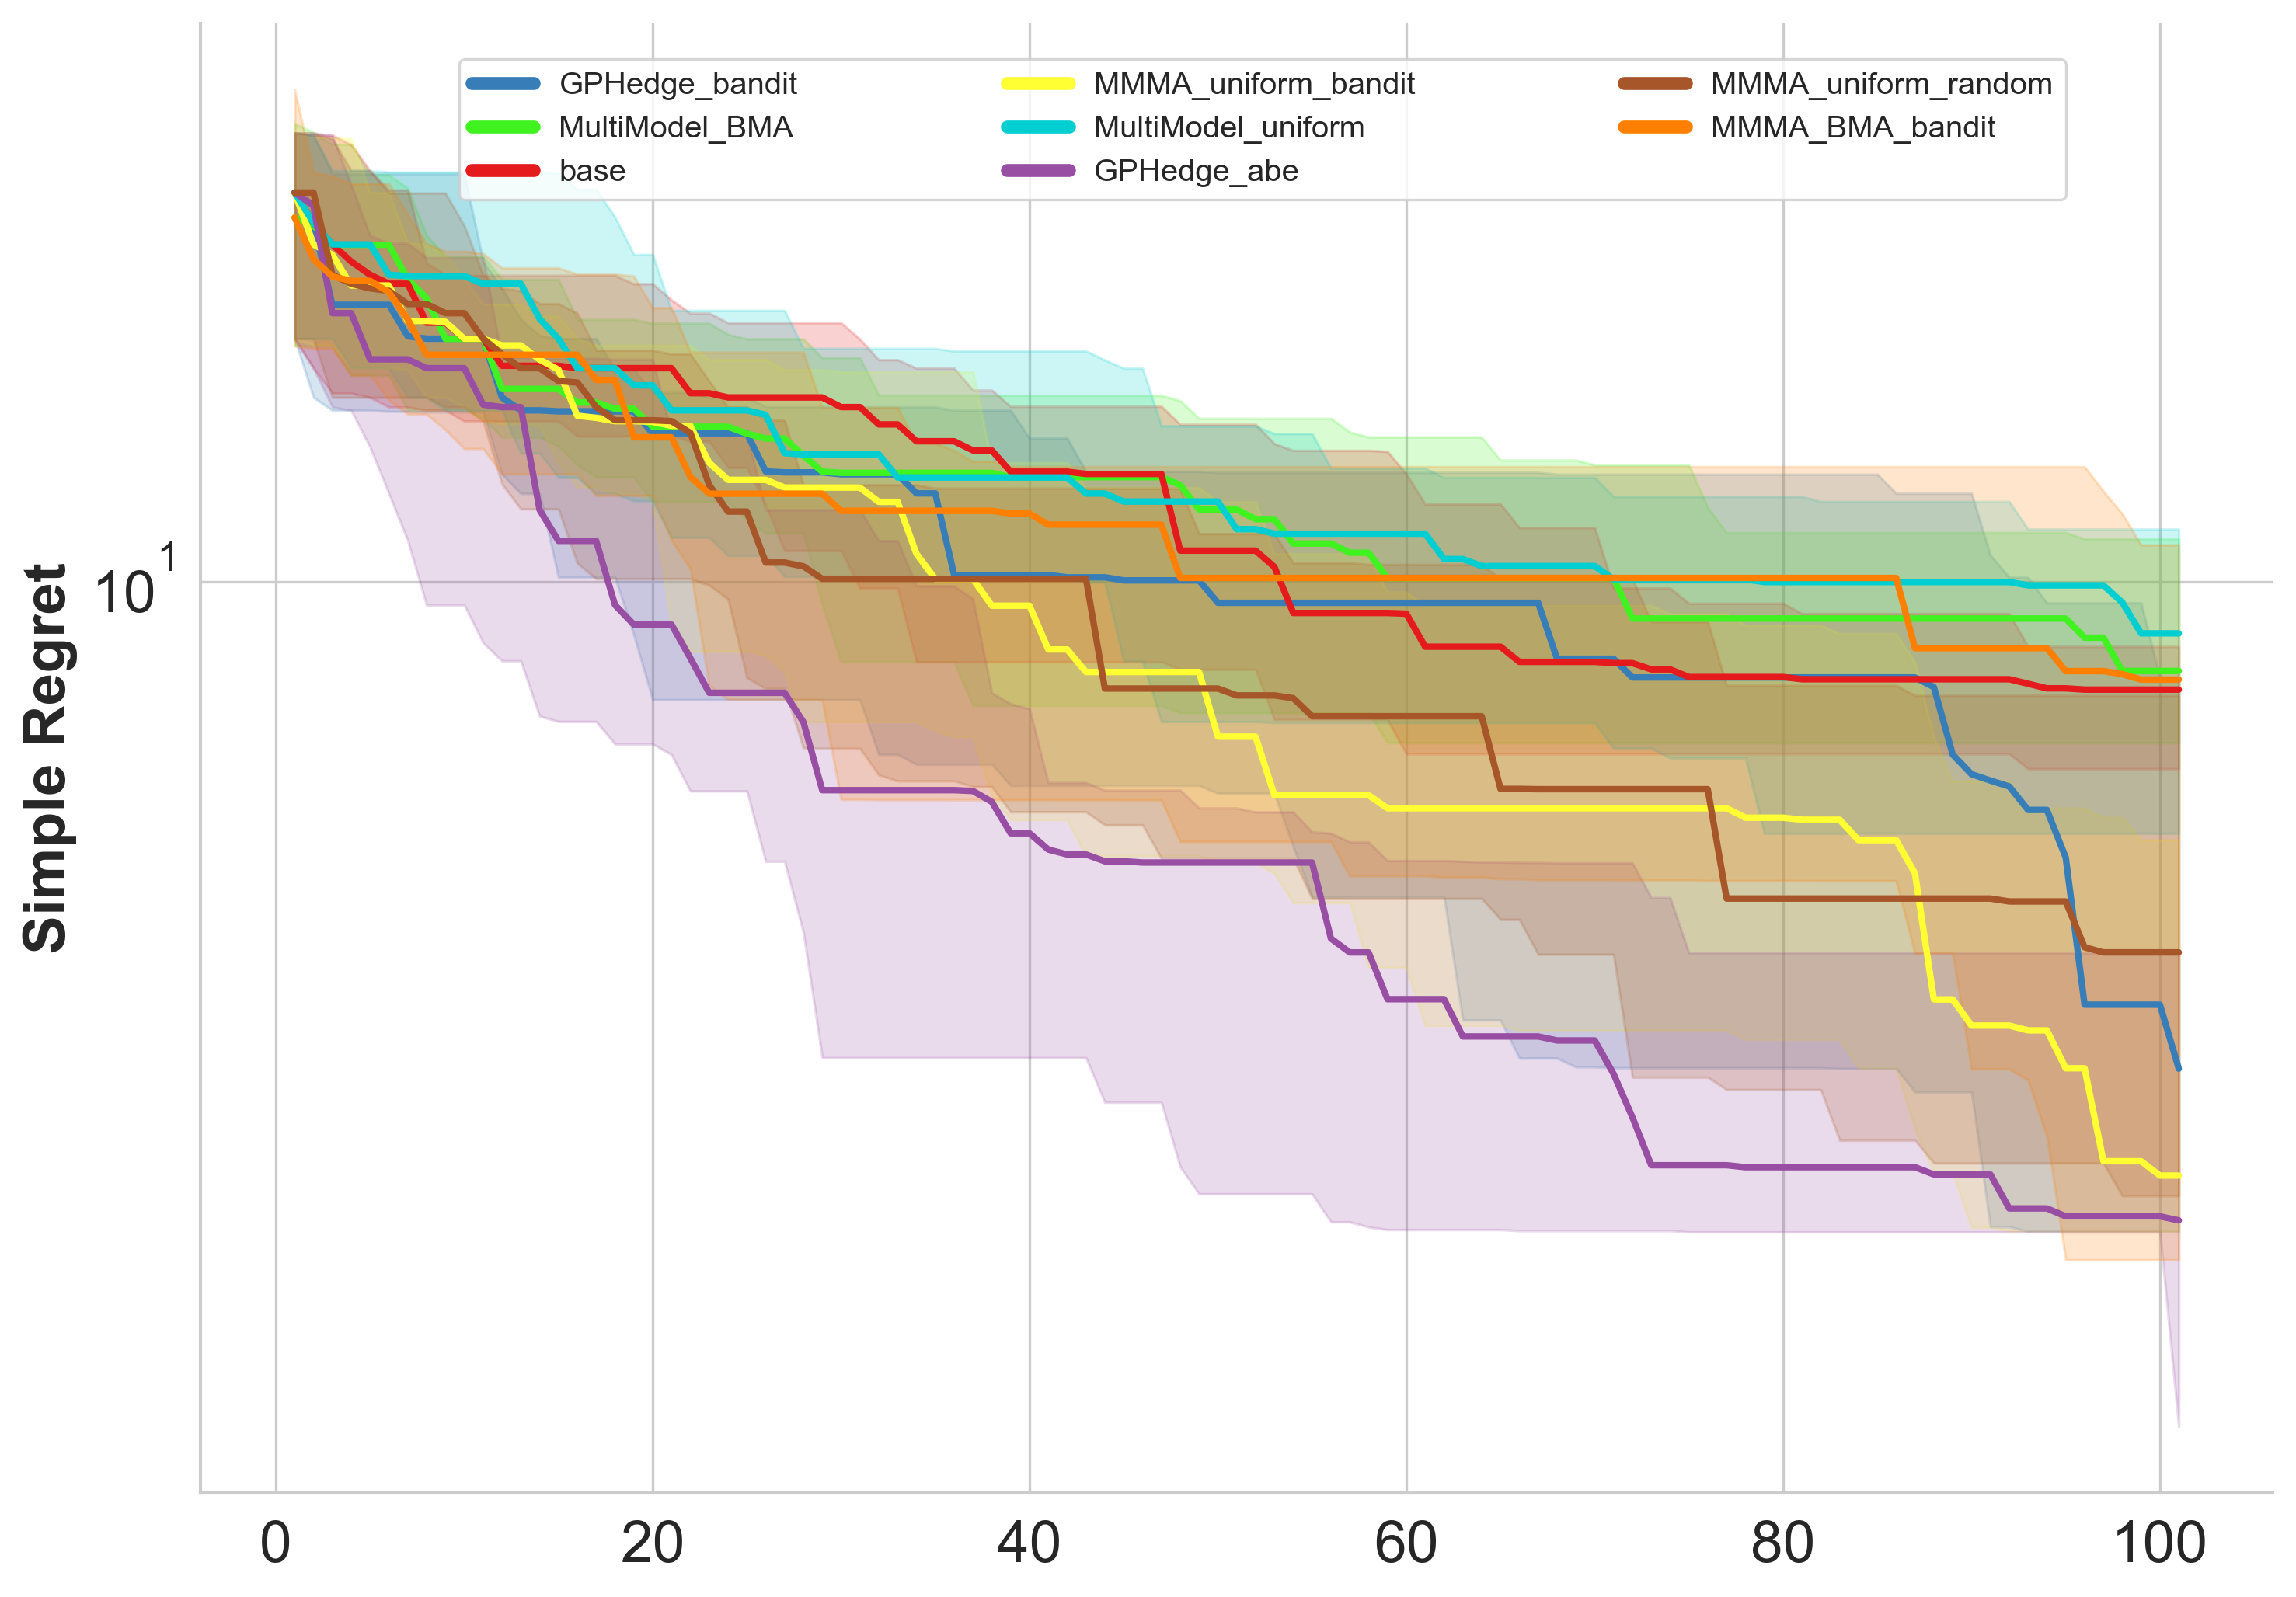 GPHedge_bandit
MultiModel_BMA
base
MMMA_uniform_bandit
MultiModel_uniform
GPHedge_abe
MMMA_uniform_random
MMMA_BMA_bandit
Simple Regret
10^1
0 20 40 60 80 100